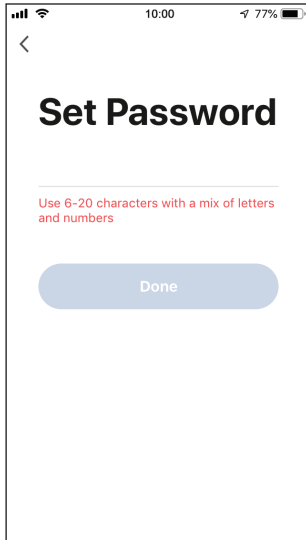 10:00
77%
Set Password
Use 6-20 characters with a mix of letters
and numbers
Done